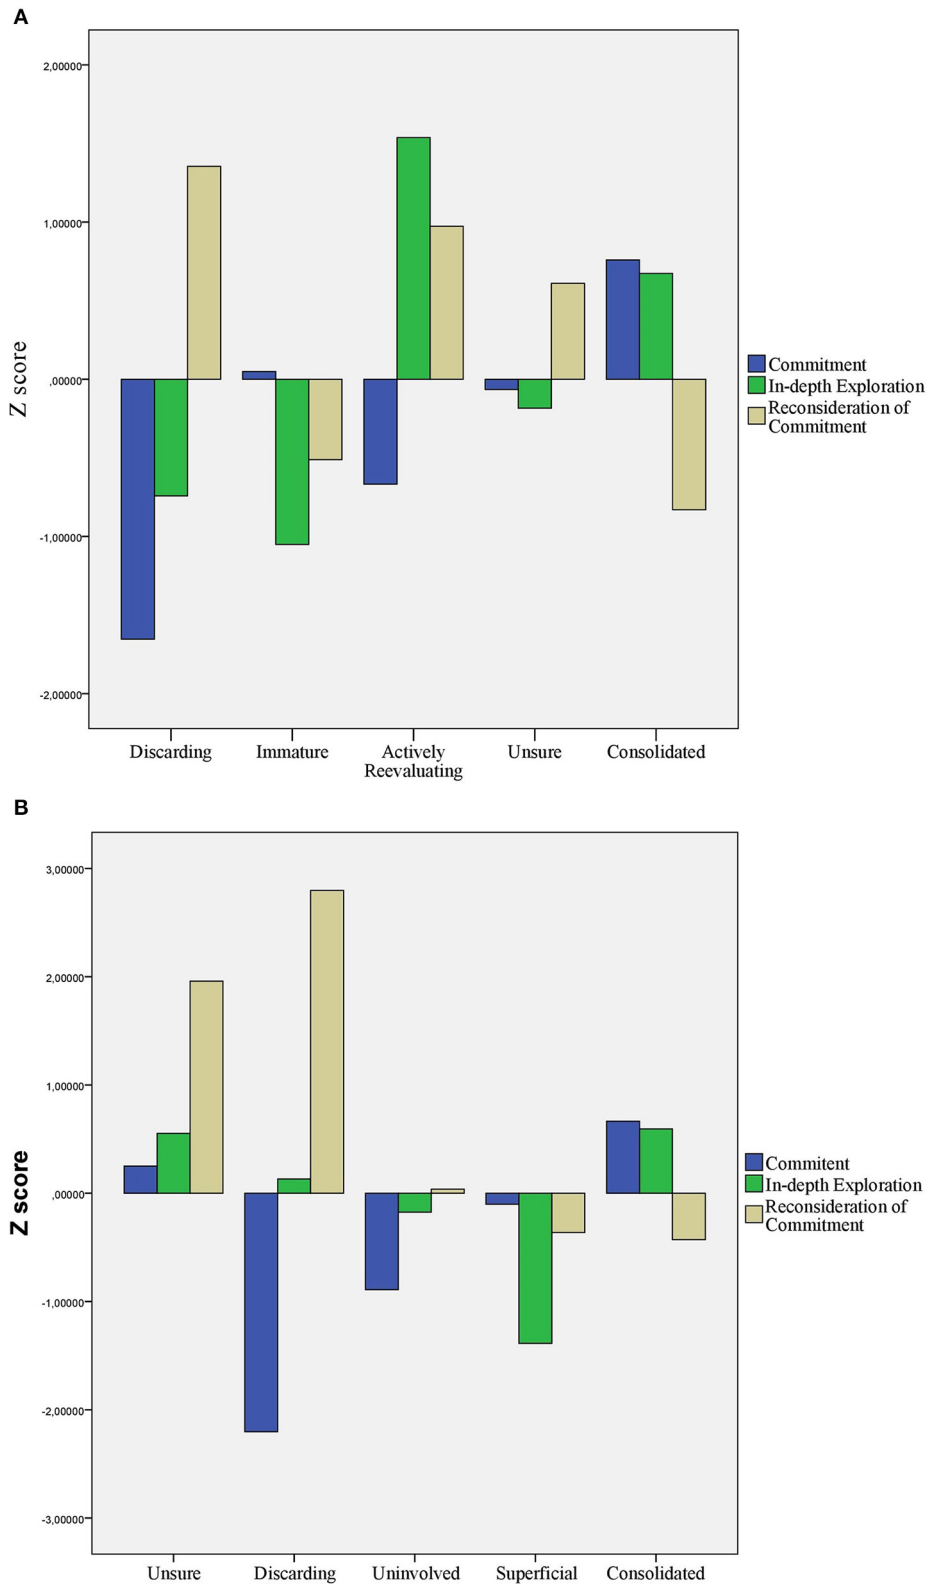 A
2,00000
1,00000
,00000
-1,00000
-2,00000
Z score
Discarding
Immature
Actively
Reevaluating
Unsure
Consolidated
Commitment
In-depth Exploration
Reconsideration of
Commitment
B
3,00000
2,00000
1,00000
,00000
-1,00000
-2,00000
-3,00000
Z score
Unsure
Discarding
Uninvolved
Superficial
Consolidated
Commitent
In-depth Exploration
Reconsideration of
Commitment